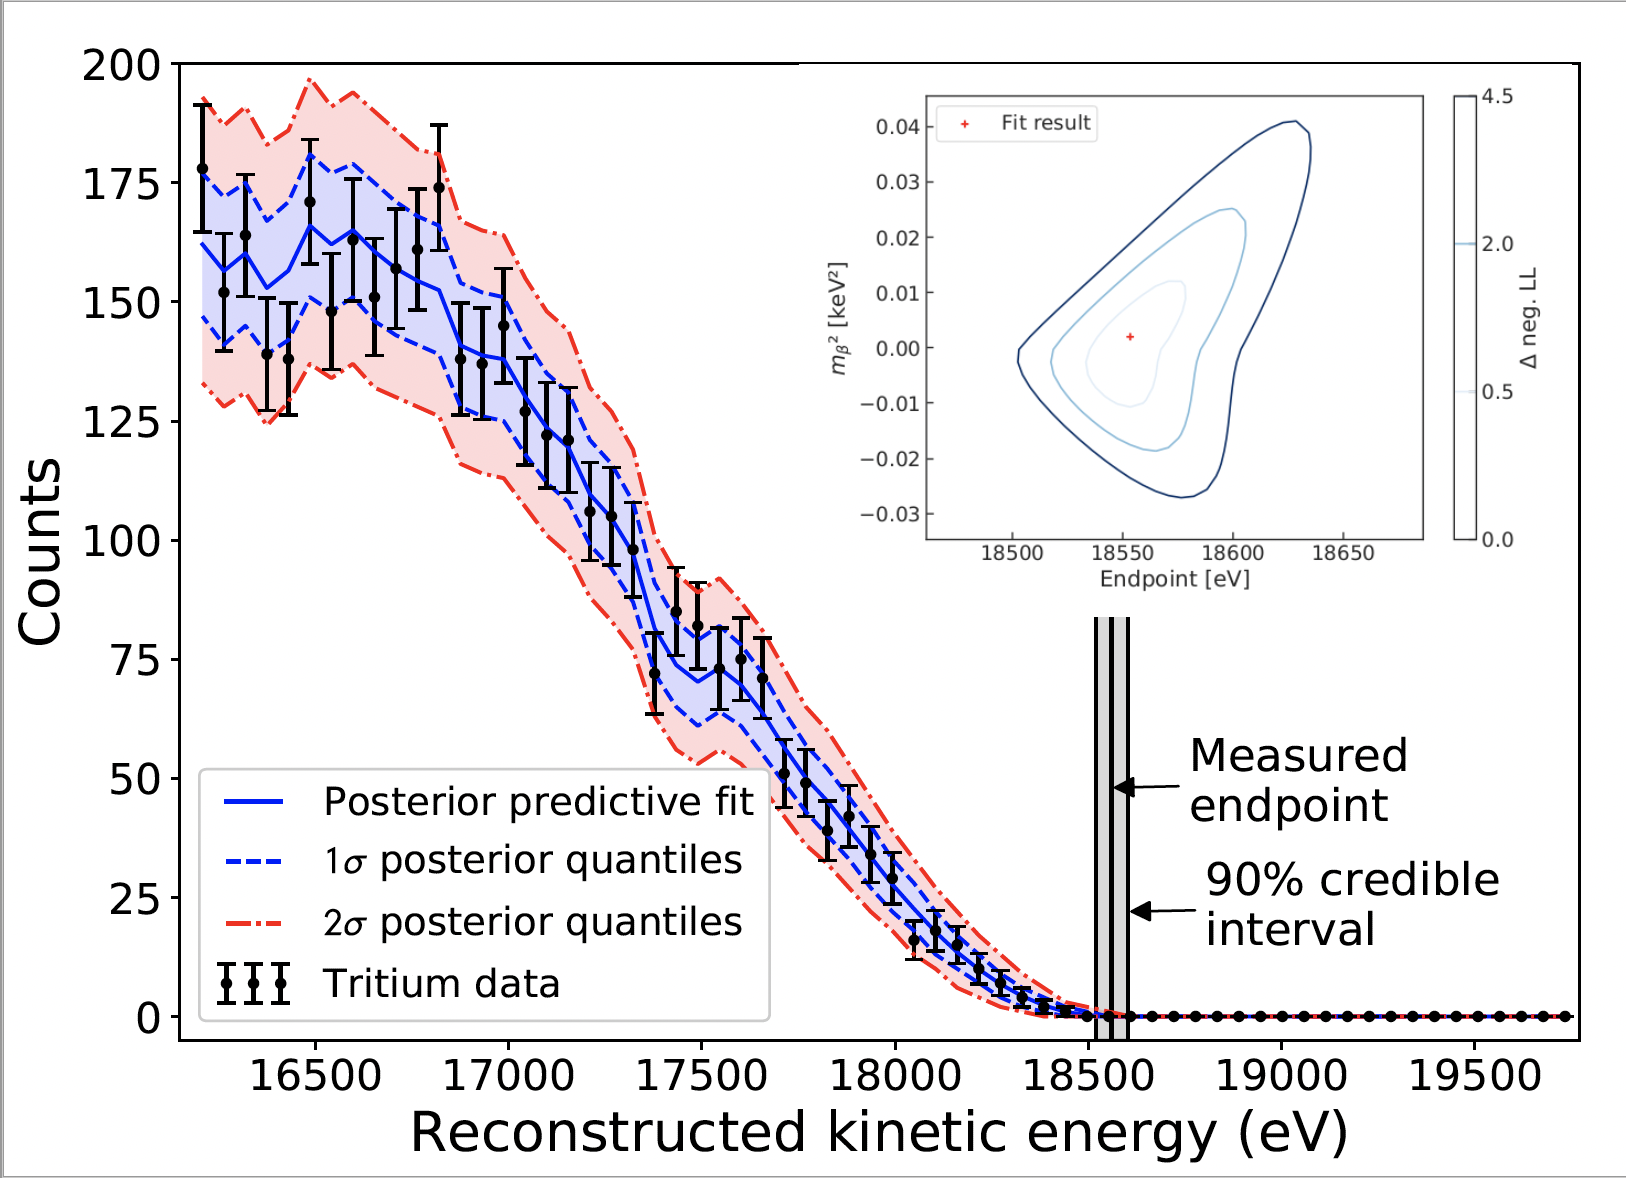 200
175
150
125
100
75
50
25
0
Counts
16500 17000 17500 18000 18500 19000 19500
Reconstructed kinetic energy (eV)
Posterior predictive fit
1σ posterior quantiles
2σ posterior quantiles
Tritium data
Measured
endpoint
90% credible
interval
Fit result
0.04
0.03
0.02
0.01
0.00
−0.01
−0.02
−0.03
mβ² [keV²]
18500 18550 18600 18650
Endpoint [eV]
4.5
2.0
0.5
0.0
Δ neg. LL